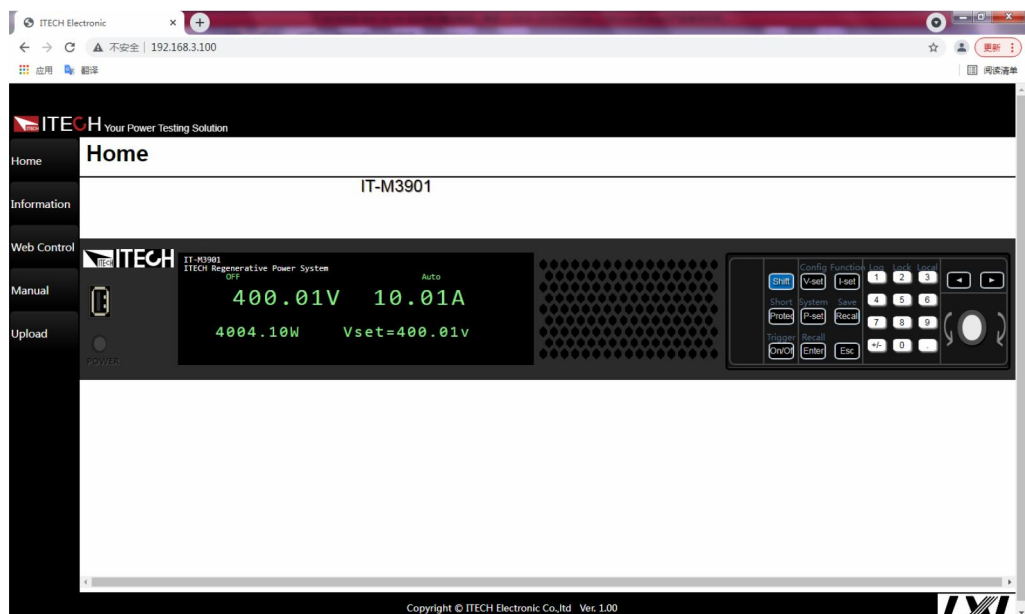 ITECH Electronic
不安全 192.168.3.100
更新
应用 翻译
阅读清单
ITECH Your Power Testing Solution
Home
Home
IT-M3901
Information
Web Control
Manual
Upload
ITECH
IT-M3901
ITECH Regenerative Power System
OFF Auto
400.01V 10.01A
4004.10W Vset=400.01v
POWER
Config Function Log Lock Local
Shift V-set I-set 1 2 3
Short System Save
Protec P-set Recal 4 5 6
7 8 9
Trigger Recall
On/Of Enter Esc +/- 0 .
Copyright © ITECH Electronic Co.,ltd Ver. 1.00
LXI